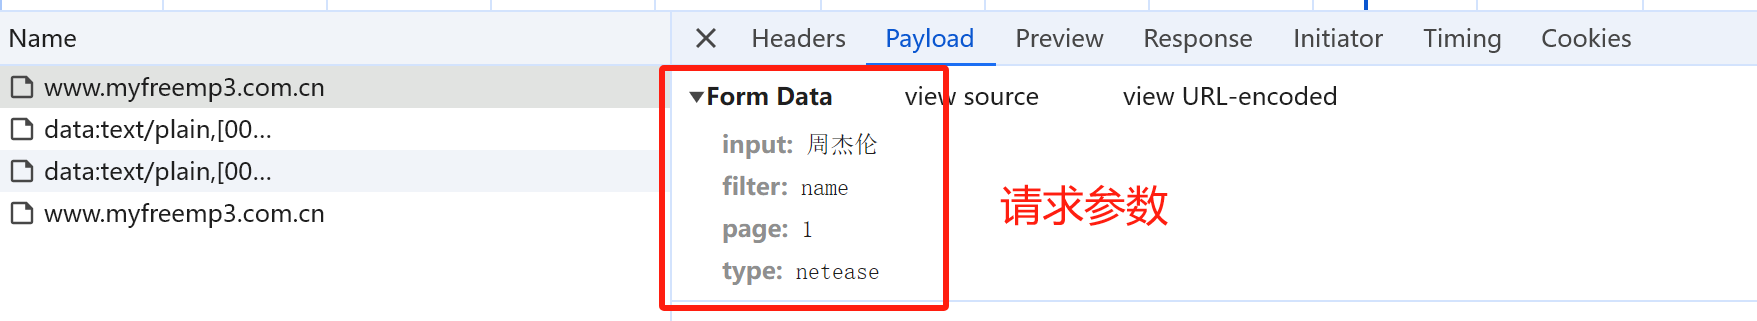 Name
www.myfreemp3.com.cn
data:text/plain,[00...
data:text/plain,[00...
www.myfreemp3.com.cn
Headers Payload Preview Response Initiator Timing Cookies
Form Data view source view URL-encoded
input: 周杰伦
filter: name
page: 1
type: netease
请求参数